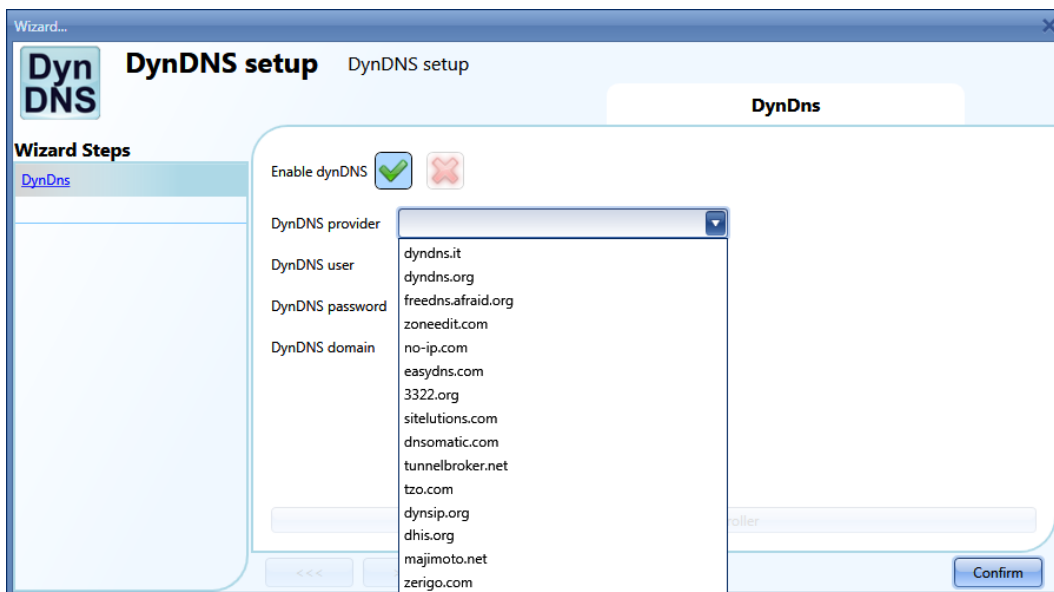 Wizard...
Dyn
DNS
DynDNS setup DynDNS setup
DynDns
Wizard Steps
DynDns
Enable dynDNS
DynDNS provider
DynDNS user
DynDNS password
DynDNS domain
dyndns.it
dyndns.org
freedns.afraid.org
zoneedit.com
no-ip.com
easydns.com
3322.org
sitelutions.com
dnsomatic.com
tunnelbroker.net
tzo.com
dynsip.org
dhis.org
majimoto.net
zerigo.com
<<<
Confirm